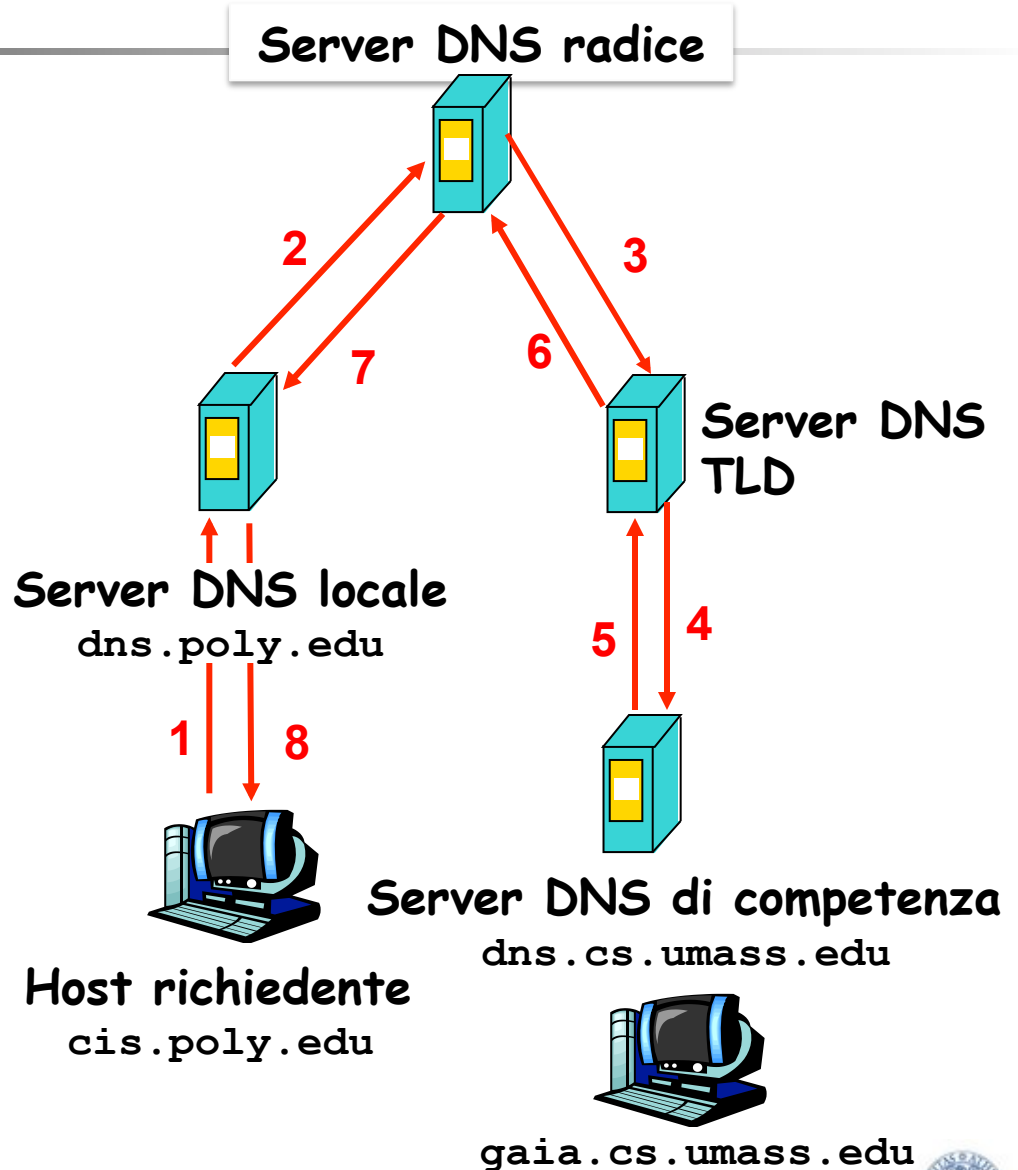 Server DNS radice
2
3
7
6
Server DNS
TLD
Server DNS locale
dns.poly.edu
5
4
1
8
Server DNS di competenza
dns.cs.umass.edu
Host richiedente
cis.poly.edu
gaia.cs.umass.edu